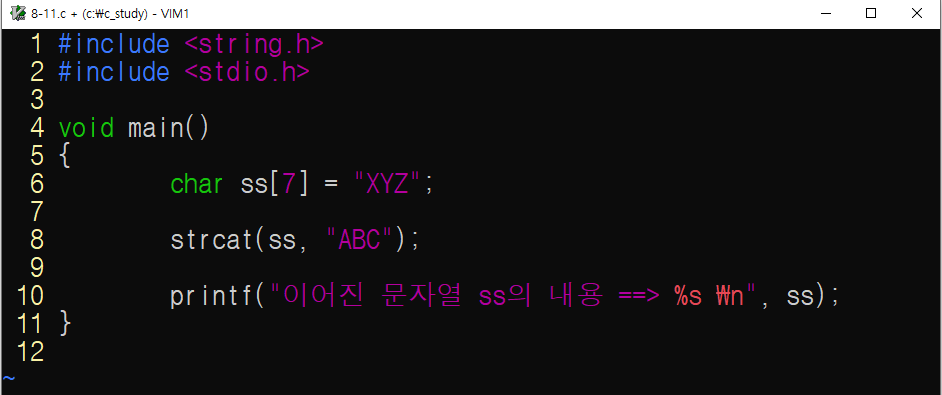 8-11.c + (c:₩c_study) - VIM1
1 #include <string.h>
2 #include <stdio.h>
3
4 void main()
5 {
6 char ss[7] = "XYZ";
7
8 strcat(ss, "ABC");
9
10 printf("이어진 문자열 ss의 내용 ==> %s ₩n", ss);
11 }
12
~